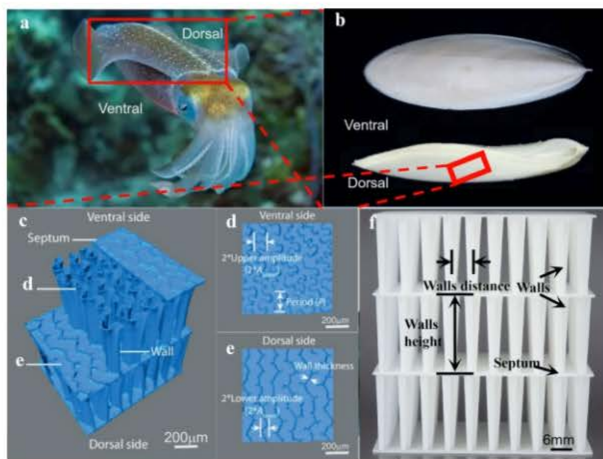 a
Dorsal
Ventral
b
Ventral
Dorsal
c
Ventral side
Septum
d
e
Wall
Dorsal side
200μm
d
Ventral side
2*Upper amplitude
Period (P)
200μm
e
Dorsal side
Wall thickness
2*Lower amplitude
200μm
f
Walls distance
Walls
Walls
height
Septum
6mm